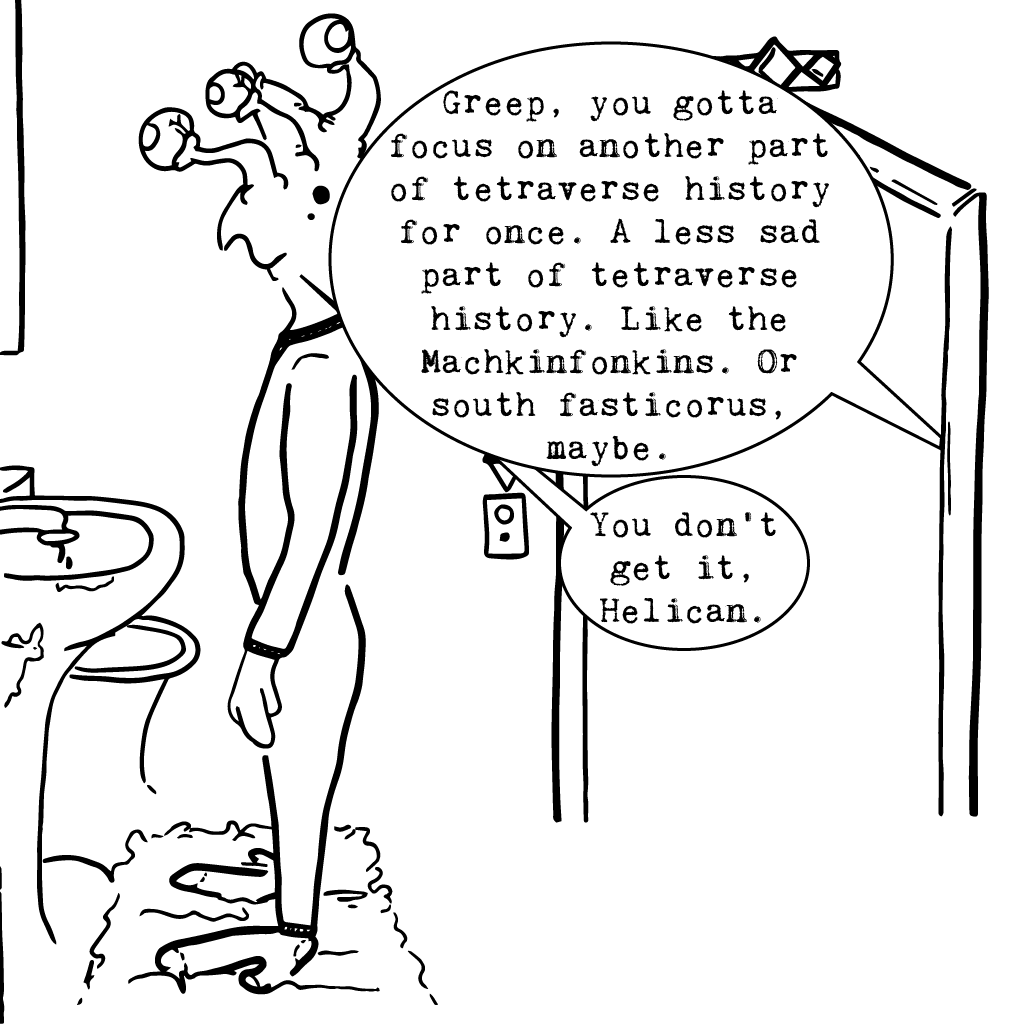 Greep, you gotta
focus on another part
of tetraverse history
for once. A less sad
part of tetraverse
history. Like the
Machkinfonkins. Or
south fasticorus,
maybe.
You don't
get it,
Helican.